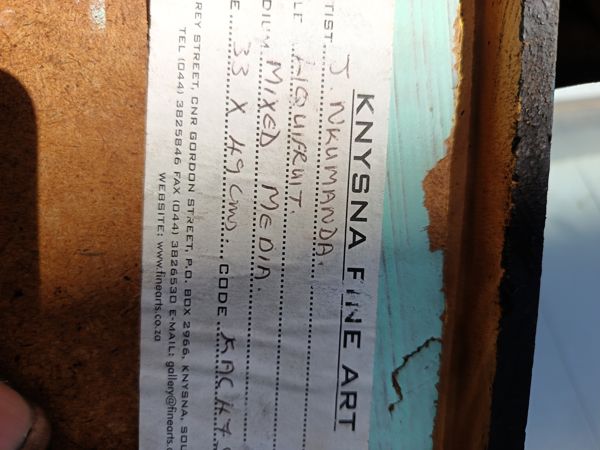 KNYSNA FINE ART
TIST J. NKUMANDA.
LE LIQUIFRUIT.
DIUM MIXED MEDIA.
E 33 X 49 cms: CODE
REY STREET, CNR GORDON STREET, P.O. BOX 2966, KNYSNA, SOU
TEL (044) 3825846 FAX (044) 3826530 E-MAIL: gallery@finearts.c
WEBSITE: www.finearts.co.za